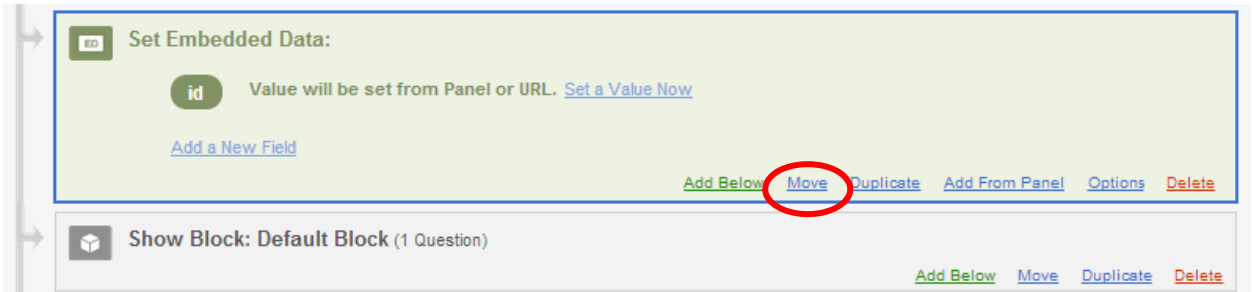 ED Set Embedded Data:
id Value will be set from Panel or URL. Set a Value Now
Add a New Field
Add Below Move Duplicate Add From Panel Options Delete
Show Block: Default Block (1 Question)
Add Below Move Duplicate Delete